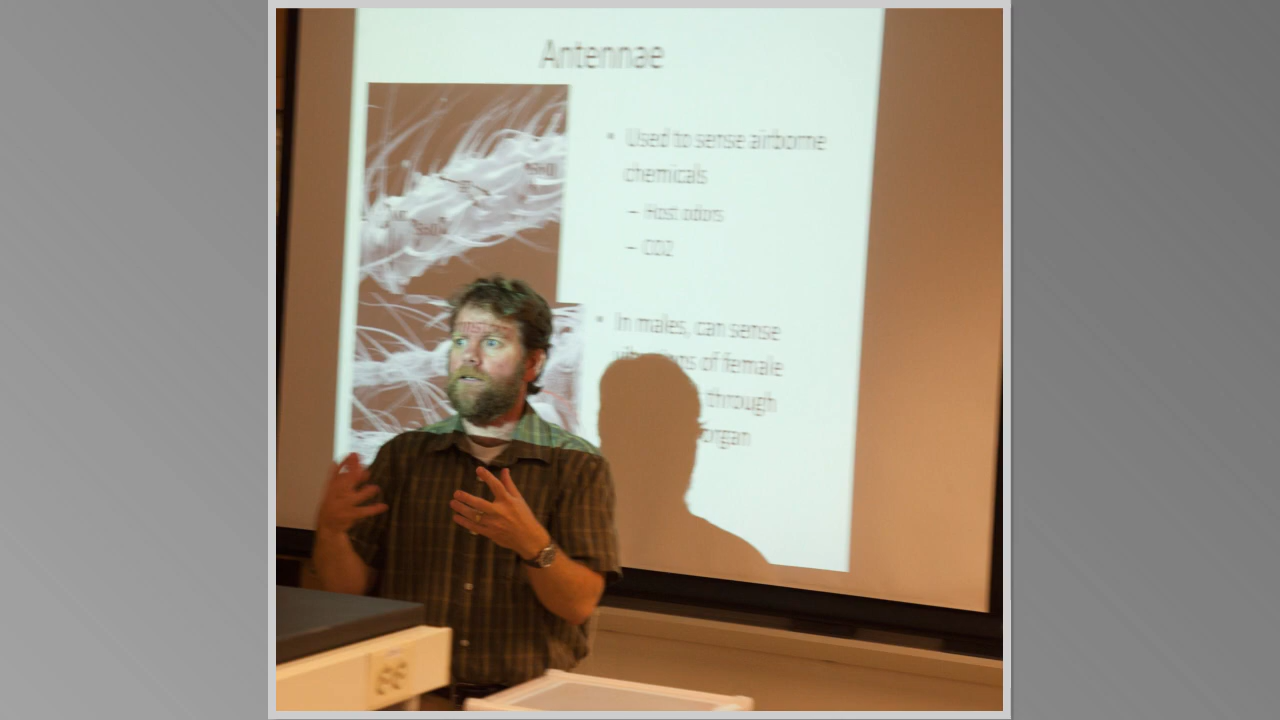 Antennae
• Used to sense airborne
chemicals
– Host odors
– CO2
• In males, can sense
of female
through
organ